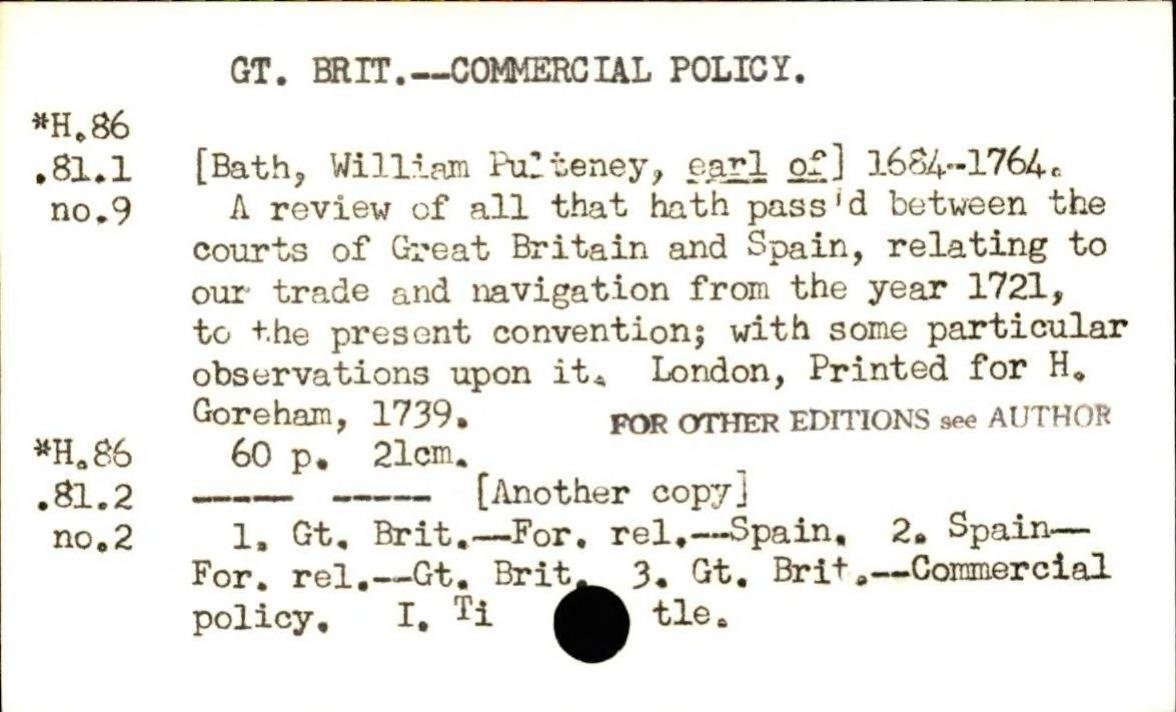 GT. BRIT.--COMMERCIAL POLICY.
*H.86
.81.1 [Bath, William Pulteney, earl of] 1684--1764.
no.9 A review of all that hath pass'd between the
courts of Great Britain and Spain, relating to
our trade and navigation from the year 1721,
to the present convention; with some particular
observations upon it. London, Printed for H.
Goreham, 1739. FOR OTHER EDITIONS see AUTHOR
*H.86 60 p. 21cm.
.81.2 ----- ----- [Another copy]
no.2 1. Gt. Brit.--For. rel.--Spain. 2. Spain--
For. rel.--Gt. Brit. 3. Gt. Brit.--Commercial
policy. I. Ti tle.